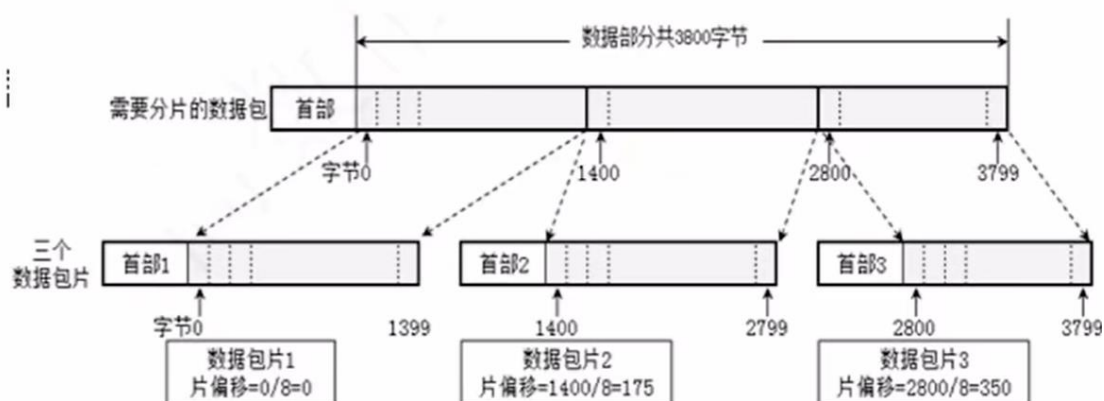 数据部分共3800字节
需要分片的数据包
首部
字节0
1400
2800
3799
三个
数据包片
首部1
首部2
首部3
字节0
1399
1400
2799
2800
3799
数据包片1
片偏移=0/8=0
数据包片2
片偏移=1400/8=175
数据包片3
片偏移=2800/8=350